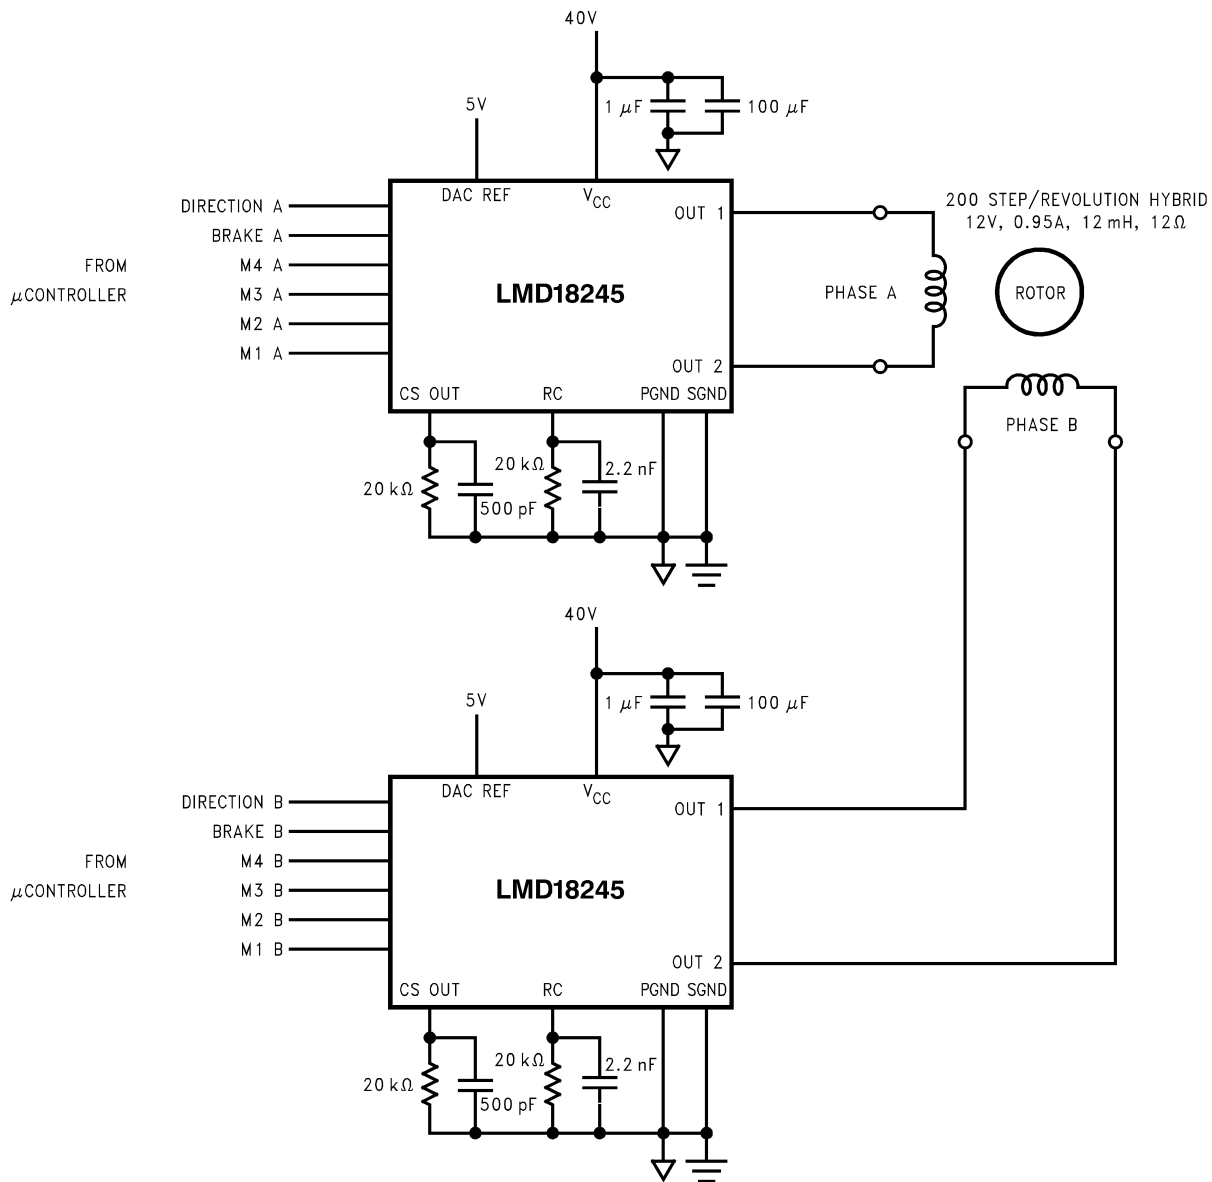 40V
1 μF
100 μF
5V
DAC REF
VCC
DIRECTION A
BRAKE A
M4 A
M3 A
M2 A
M1 A
FROM
μCONTROLLER
LMD18245
OUT 1
OUT 2
PHASE A
200 STEP/REVOLUTION HYBRID
12V, 0.95A, 12 mH, 12Ω
ROTOR
PHASE B
CS OUT
RC
PGND
SGND
20 kΩ
500 pF
20 kΩ
2.2 nF
40V
1 μF
100 μF
5V
DAC REF
VCC
DIRECTION B
BRAKE B
M4 B
M3 B
M2 B
M1 B
FROM
μCONTROLLER
LMD18245
OUT 1
OUT 2
CS OUT
RC
PGND
SGND
20 kΩ
500 pF
20 kΩ
2.2 nF